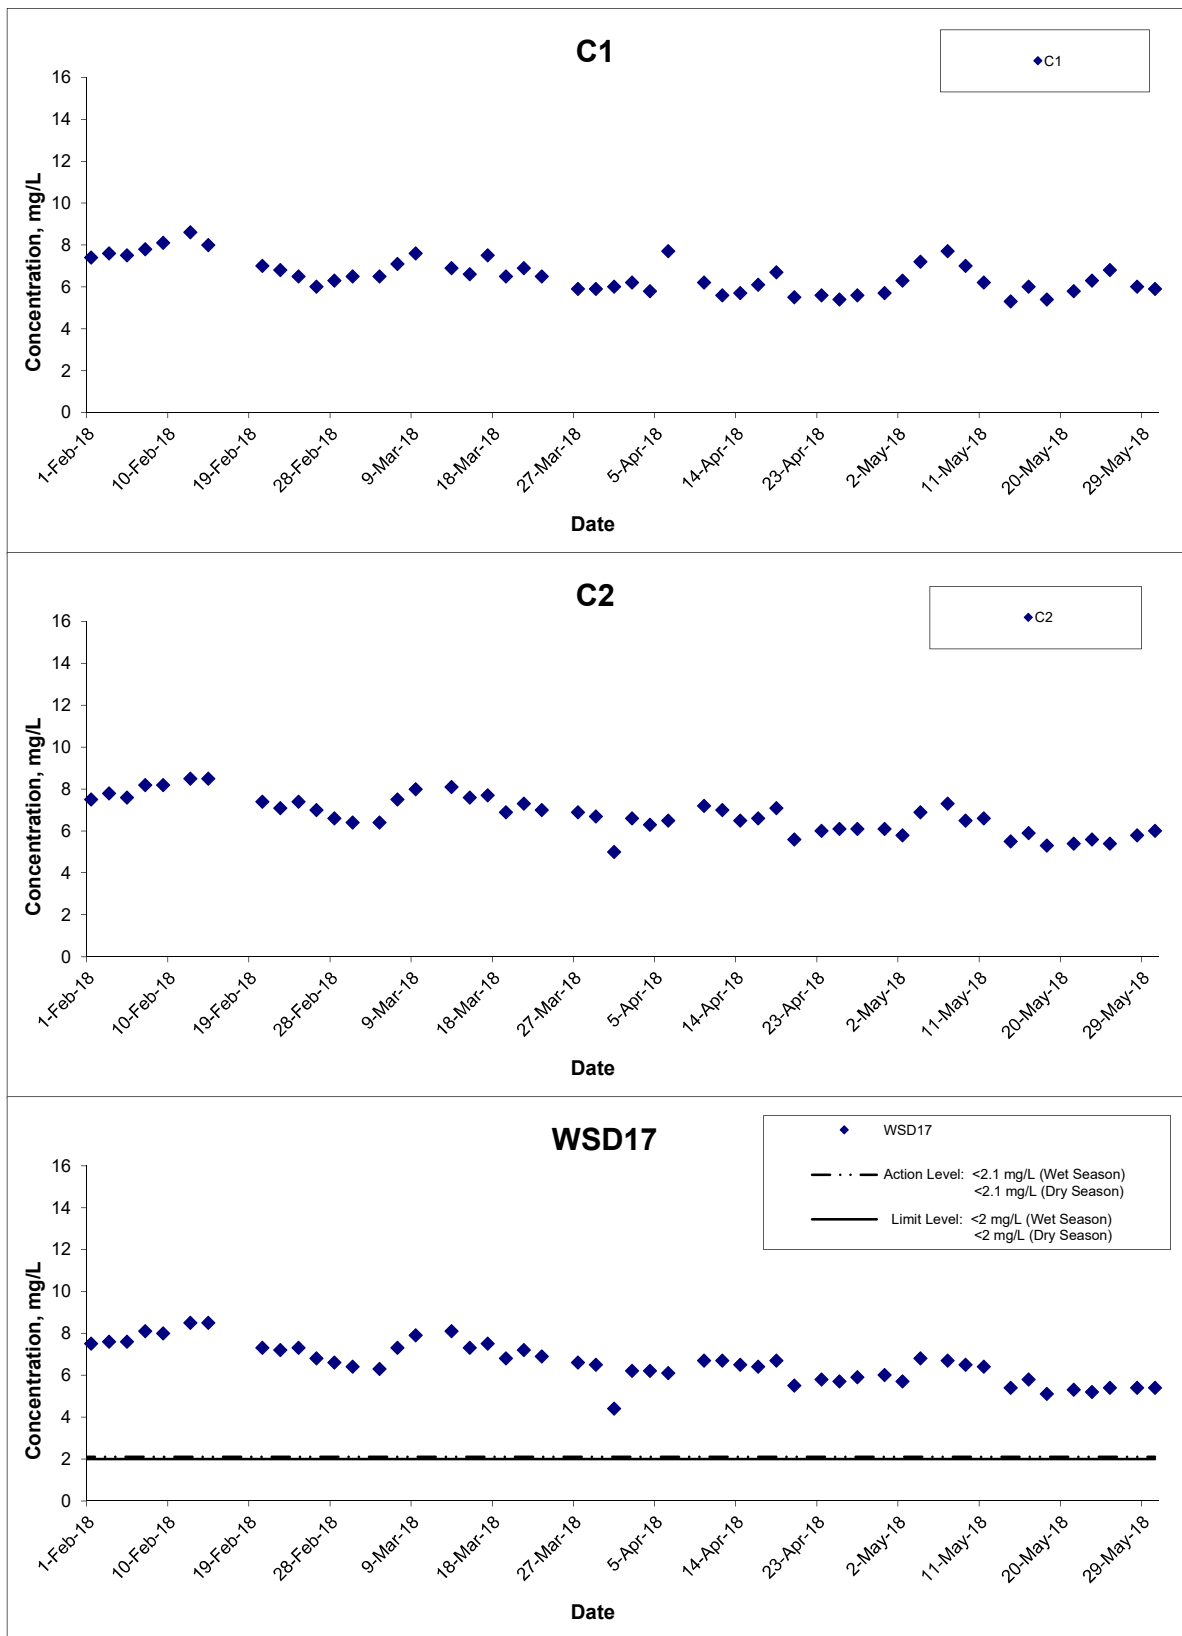 C1
C1
16
14
12
10
8
6
4
2
0
Concentration, mg/L
1-Feb-18
10-Feb-18
19-Feb-18
28-Feb-18
9-Mar-18
18-Mar-18
27-Mar-18
5-Apr-18
14-Apr-18
23-Apr-18
2-May-18
11-May-18
20-May-18
29-May-18
Date
C2
C2
16
14
12
10
8
6
4
2
0
Concentration, mg/L
1-Feb-18
10-Feb-18
19-Feb-18
28-Feb-18
9-Mar-18
18-Mar-18
27-Mar-18
5-Apr-18
14-Apr-18
23-Apr-18
2-May-18
11-May-18
20-May-18
29-May-18
Date
WSD17
WSD17
Action Level: <2.1 mg/L (Wet Season)
<2.1 mg/L (Dry Season)
Limit Level: <2 mg/L (Wet Season)
<2 mg/L (Dry Season)
16
14
12
10
8
6
4
2
0
Concentration, mg/L
1-Feb-18
10-Feb-18
19-Feb-18
28-Feb-18
9-Mar-18
18-Mar-18
27-Mar-18
5-Apr-18
14-Apr-18
23-Apr-18
2-May-18
11-May-18
20-May-18
29-May-18
Date